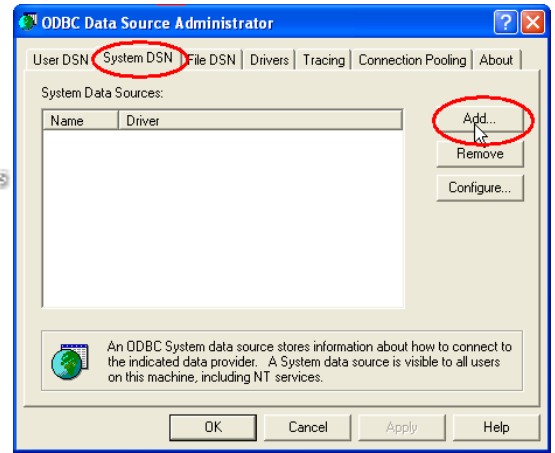 ODBC Data Source Administrator
User DSN System DSN File DSN Drivers Tracing Connection Pooling About
System Data Sources:
Name Driver
Add...
Remove
Configure...
An ODBC System data source stores information about how to connect to
the indicated data provider. A System data source is visible to all users
on this machine, including NT services.
OK Cancel Apply Help